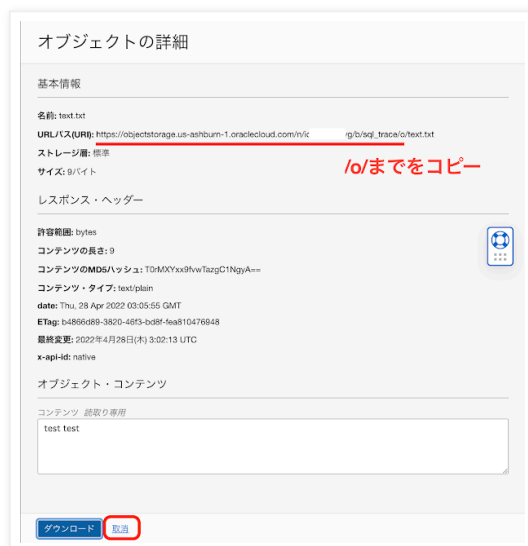 オブジェクトの詳細
基本情報
名前: text.txt
URLパス(URI): https://objectstorage.us-ashburn-1.oraclecloud.com/n/ic /g/b/sql_trace/o/text.txt
ストレージ層: 標準
サイズ: 9バイト
/o/までをコピー
レスポンス・ヘッダー
許容範囲: bytes
コンテンツの長さ: 9
コンテンツのMD5ハッシュ: T0rMXYxx9fvwTazgC1NgyA==
コンテンツ・タイプ: text/plain
date: Thu, 28 Apr 2022 03:05:55 GMT
ETag: b4866d89-3820-46f3-bd8f-fea810476948
最終変更: 2022年4月28日(木) 3:02:13 UTC
x-api-id: native
オブジェクト・コンテンツ
コンテンツ 読取り専用
test test
ダウンロード 取消